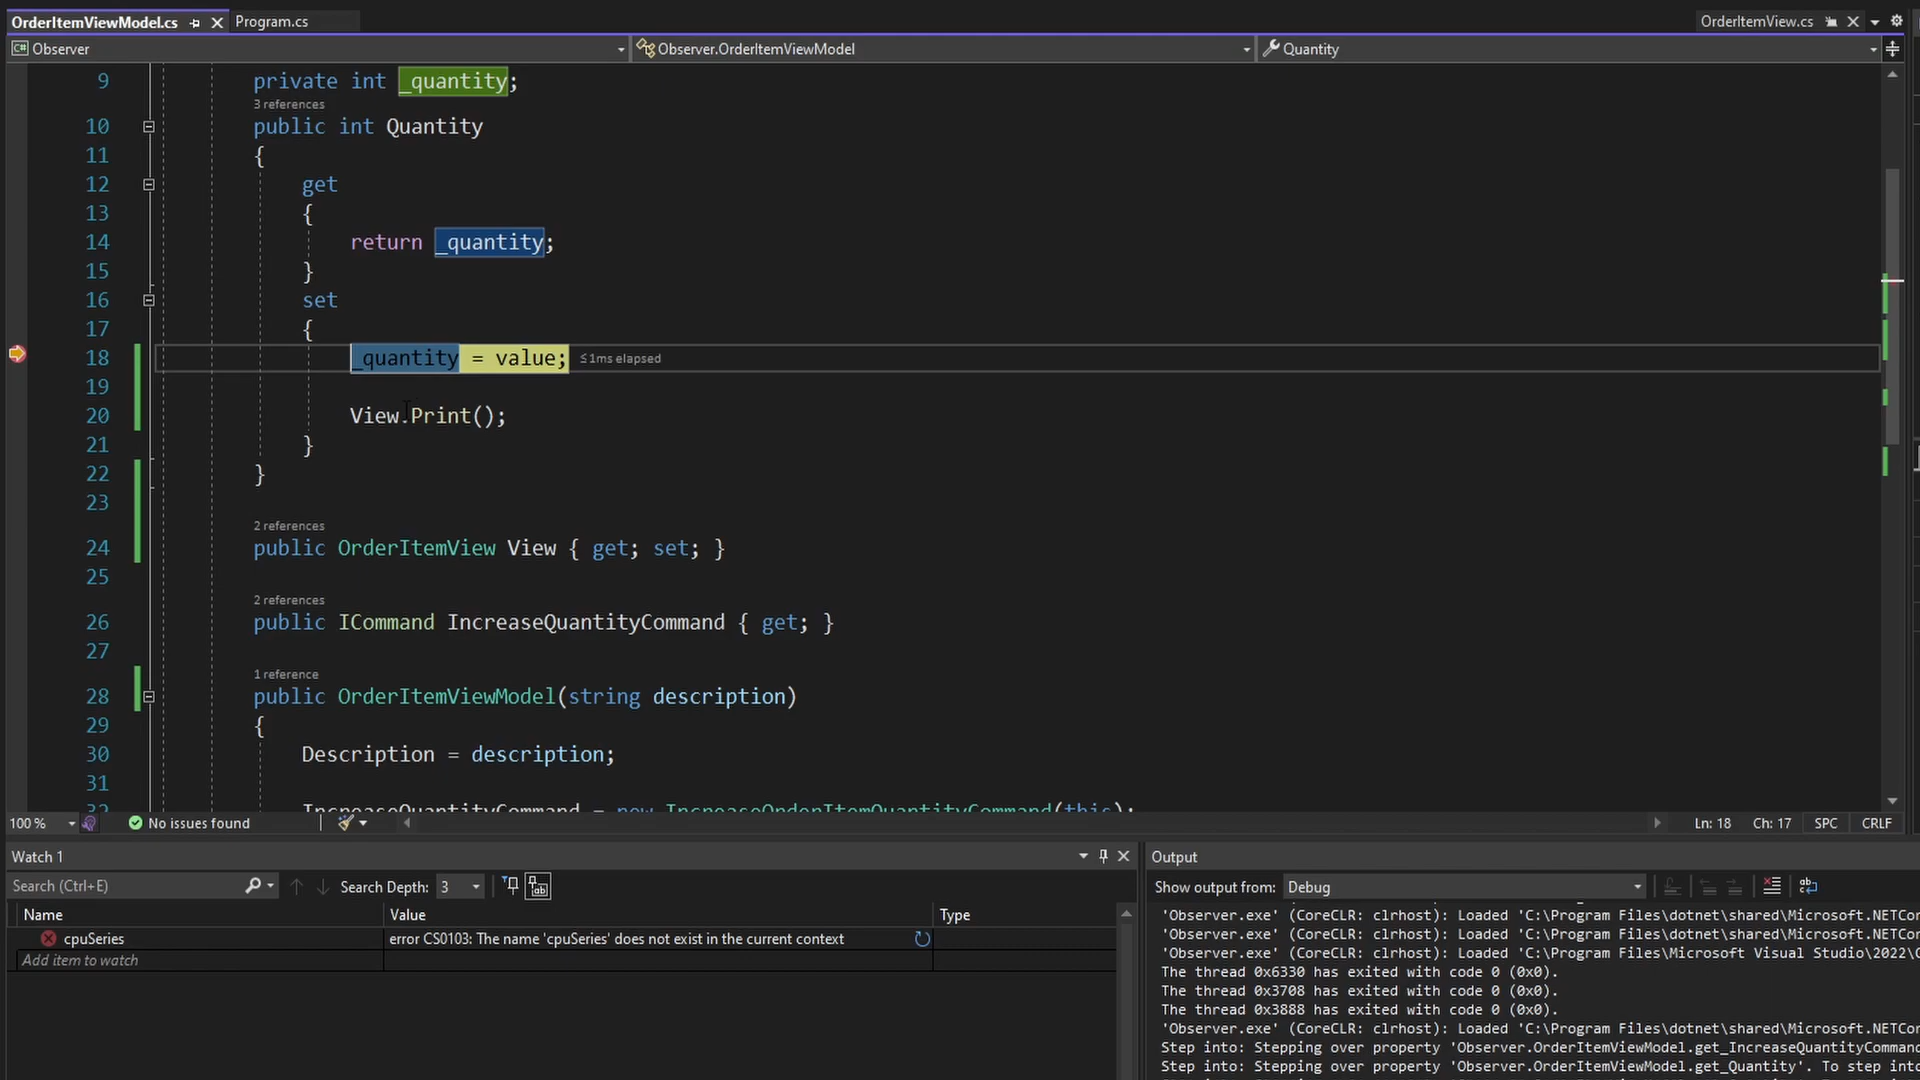 OrderItemViewModel.cs Program.cs OrderItemView.cs
Observer Observer.OrderItemViewModel Quantity
9 private int _quantity;
3 references
10 public int Quantity
11 {
12 get
13 {
14 return _quantity;
15 }
16 set
17 {
18 _quantity = value; ≤1ms elapsed
19
20 View.Print();
21 }
22 }
23
2 references
24 public OrderItemView View { get; set; }
25
2 references
26 public ICommand IncreaseQuantityCommand { get; }
27
1 reference
28 public OrderItemViewModel(string description)
29 {
30 Description = description;
31
32 IncreaseQuantityCommand = new IncreaseOrderItemQuantityCommand(this);
100 % No issues found Ln: 18 Ch: 17 SPC CRLF
Watch 1
Search (Ctrl+E) Search Depth: 3
Name Value Type
cpuSeries error CS0103: The name 'cpuSeries' does not exist in the current context
Add item to watch
Output
Show output from: Debug
'Observer.exe' (CoreCLR: clrhost): Loaded 'C:\Program Files\dotnet\shared\Microsoft.NETCor
'Observer.exe' (CoreCLR: clrhost): Loaded 'C:\Program Files\dotnet\shared\Microsoft.NETCor
'Observer.exe' (CoreCLR: clrhost): Loaded 'C:\Program Files\Microsoft Visual Studio\2022\C
The thread 0x6330 has exited with code 0 (0x0).
The thread 0x3708 has exited with code 0 (0x0).
The thread 0x3888 has exited with code 0 (0x0).
'Observer.exe' (CoreCLR: clrhost): Loaded 'C:\Program Files\dotnet\shared\Microsoft.NETCor
Step into: Stepping over property 'Observer.OrderItemViewModel.get_IncreaseQuantityCommand
Step into: Stepping over property 'Observer.OrderItemViewModel.get_Quantity'. To step into